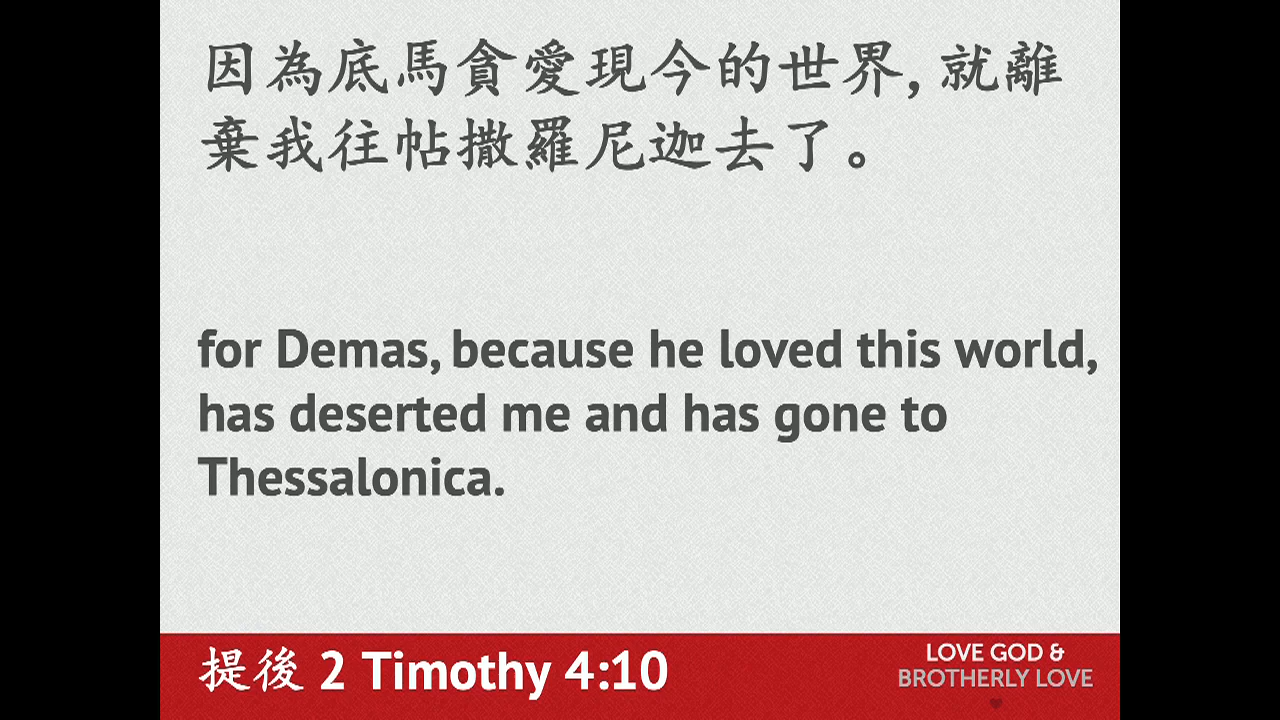 因為底馬貪愛現今的世界,就離
棄我往帖撒羅尼迦去了。
for Demas, because he loved this world,
has deserted me and has gone to
Thessalonica.
提後 2 Timothy 4:10
LOVE GOD &
BROTHERLY LOVE